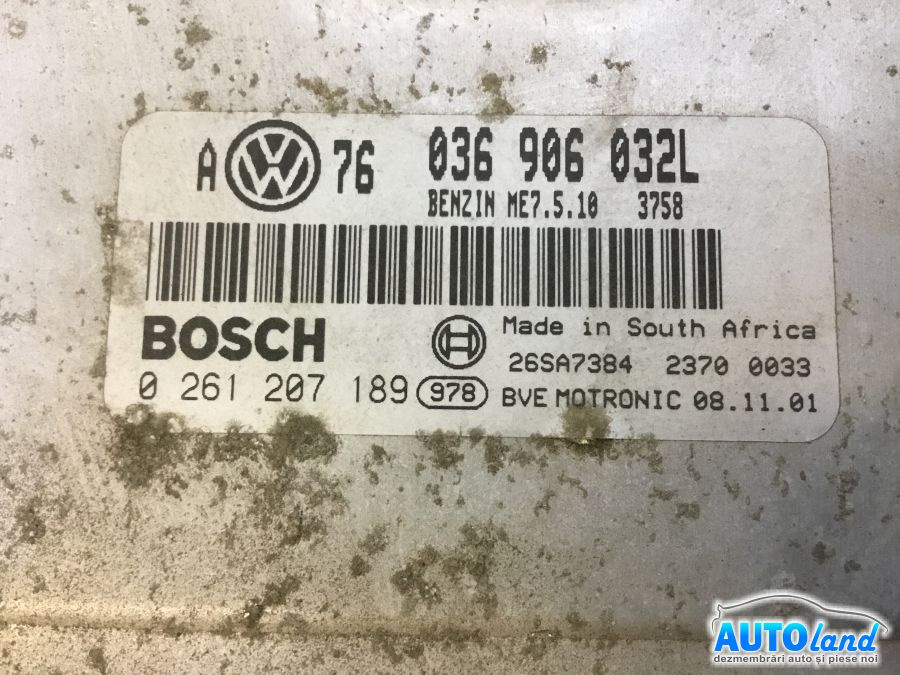 A VW 76 036 906 032L
BENZIN ME7.5.10 3758
BOSCH Made in South Africa
26SA7384 2370 0033
0 261 207 189 978 BVE MOTRONIC 08.11.01
AUTOland
dezmembrări auto și piese noi